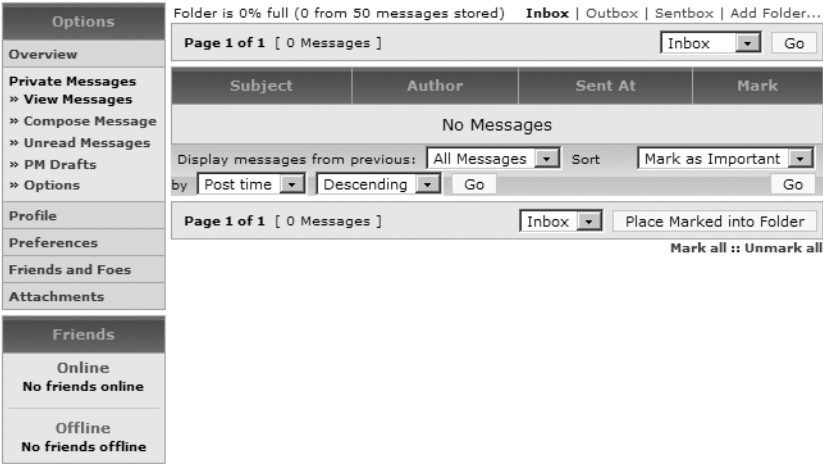 Options
Overview
Private Messages
» View Messages
» Compose Message
» Unread Messages
» PM Drafts
» Options
Profile
Preferences
Friends and Foes
Attachments
Friends
Online
No friends online
Offline
No friends offline
Folder is 0% full (0 from 50 messages stored) Inbox | Outbox | Sentbox | Add Folder...
Page 1 of 1 [ 0 Messages ] Inbox Go
Subject Author Sent At Mark
No Messages
Display messages from previous: All Messages Sort Mark as Important
by Post time Descending Go Go
Page 1 of 1 [ 0 Messages ] Inbox Place Marked into Folder
Mark all :: Unmark all